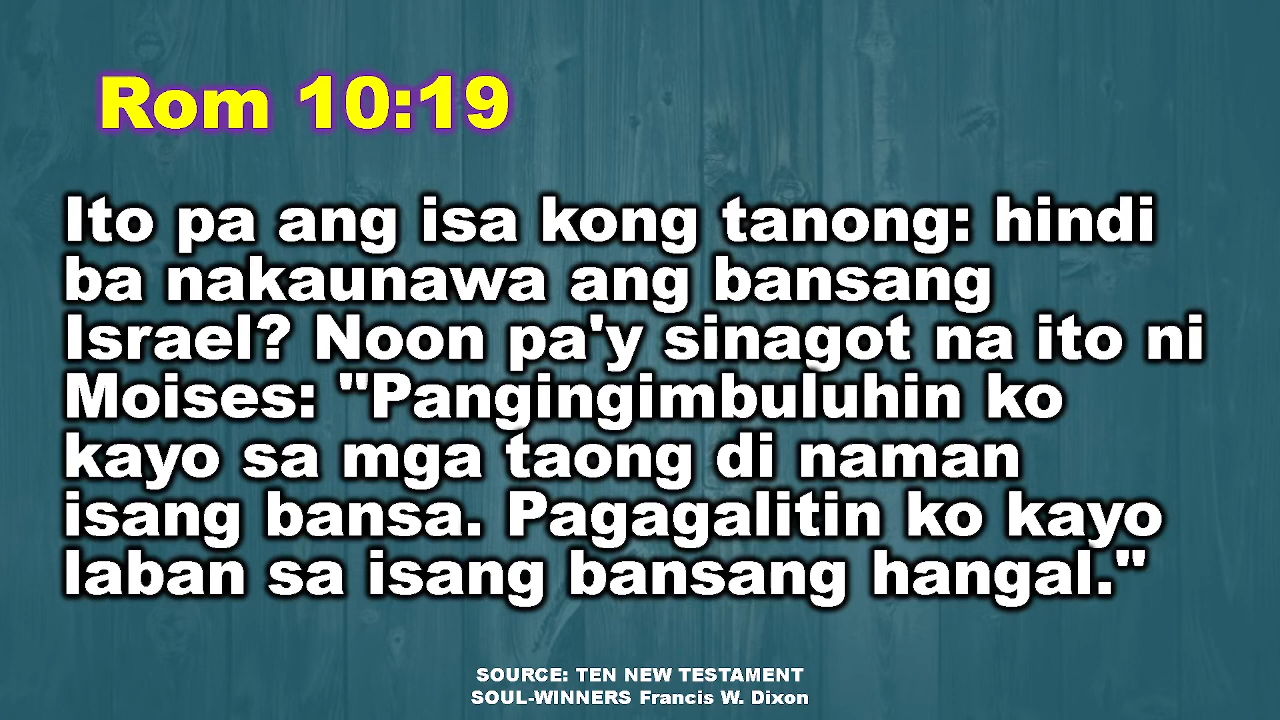 Rom 10:19
Ito pa ang isa kong tanong: hindi
ba nakaunawa ang bansang
Israel? Noon pa'y sinagot na ito ni
Moises: "Pangingimbuluhin ko
kayo sa mga taong di naman
isang bansa. Pagagalitin ko kayo
laban sa isang bansang hangal."
SOURCE: TEN NEW TESTAMENT
SOUL-WINNERS Francis W. Dixon